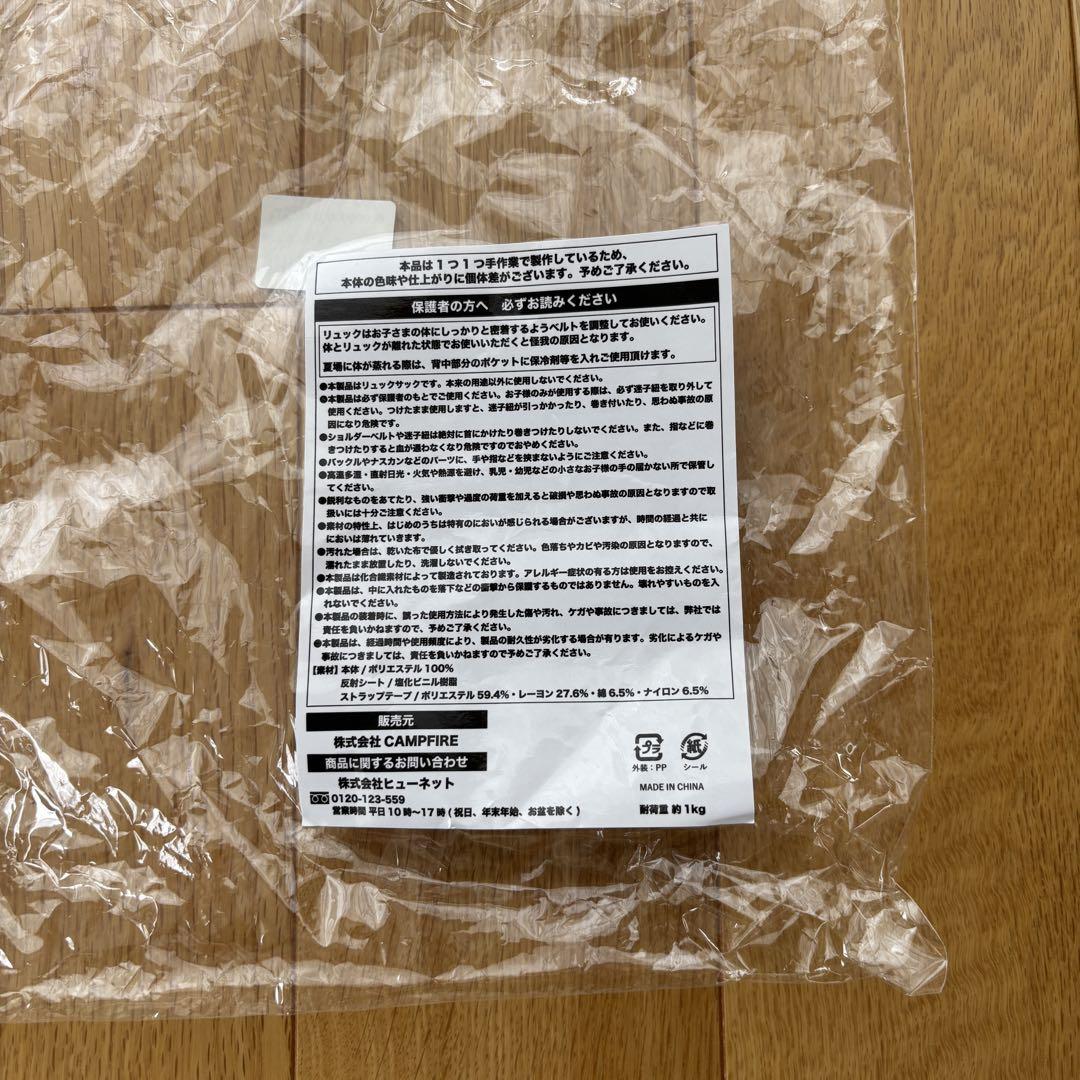 本品は１つ１つ手作業で製作しているため、
本体の色味や仕上がりに個体差がございます。予めご了承ください。
保護者の方へ　必ずお読みください
リュックはお子さまの体にしっかりと密着するようベルトを調整してお使いください。
体とリュックが離れた状態でお使いいただくと怪我の原因となります。
夏場に体が蒸れる際は、背中部分のポケットに保冷剤等を入れご使用頂けます。
●本製品はリュックサックです。本来の用途以外に使用しないでください。
●本製品は必ず保護者のもとでご使用ください。お子様のみが使用する際は、必ず迷子紐を取り外して
使用ください。つけたまま使用しますと、迷子紐が引っかかったり、巻き付いたり、思わぬ事故の原
因になり危険です。
●ショルダーベルトや迷子紐は絶対に首にかけたり巻きつけたりしないでください。また、指などに巻
きつけたりすると血が通わなくなり危険ですのでおやめください。
●バックルやナスカンなどのパーツに、手や指などを挟まないようにご注意ください。
●高温多湿・直射日光・火気や熱源を避け、乳児・幼児などの小さなお子様の手の届かない所で保管し
てください。
●鋭利なものをあてたり、強い衝撃や過度の荷重を加えると破損や思わぬ事故の原因となりますので取
扱いには十分ご注意ください。
●素材の特性上、はじめのうちは特有のにおいが感じられる場合がございますが、時間の経過と共に
においは薄れていきます。
●汚れた場合は、乾いた布で優しく拭き取ってください。色落ちやカビや汚染の原因となりますので、
濡れたまま放置したり、洗濯しないでください。
●本製品は化合繊素材によって製造されております。アレルギー症状の有る方は使用をお控えください。
●本製品は、中に入れたものを落下などの衝撃から保護するものではありません。壊れやすいものを入
れないでください。
●本製品の装着時に、誤った使用方法により発生した傷や汚れ、ケガや事故につきましては、弊社では
責任を負いかねますので、予めご了承ください。
●本製品は、経過時間や使用頻度により、製品の耐久性が劣化する場合が有ります。劣化によるケガや
事故につきましては、責任を負いかねますので予めご了承ください。
【素材】本体 / ポリエステル 100%
反射シート / 塩化ビニル樹脂
ストラップテープ / ポリエステル 59.4%・レーヨン 27.6%・綿 6.5%・ナイロン 6.5%
販売元
株式会社 CAMPFIRE
商品に関するお問い合わせ
株式会社ヒューネット
0120-123-559
営業時間 平日 10 時〜17 時 ( 祝日、年末年始、お盆を除く )
プラ
外装：PP
紙
シール
MADE IN CHINA
耐荷重 約 1kg